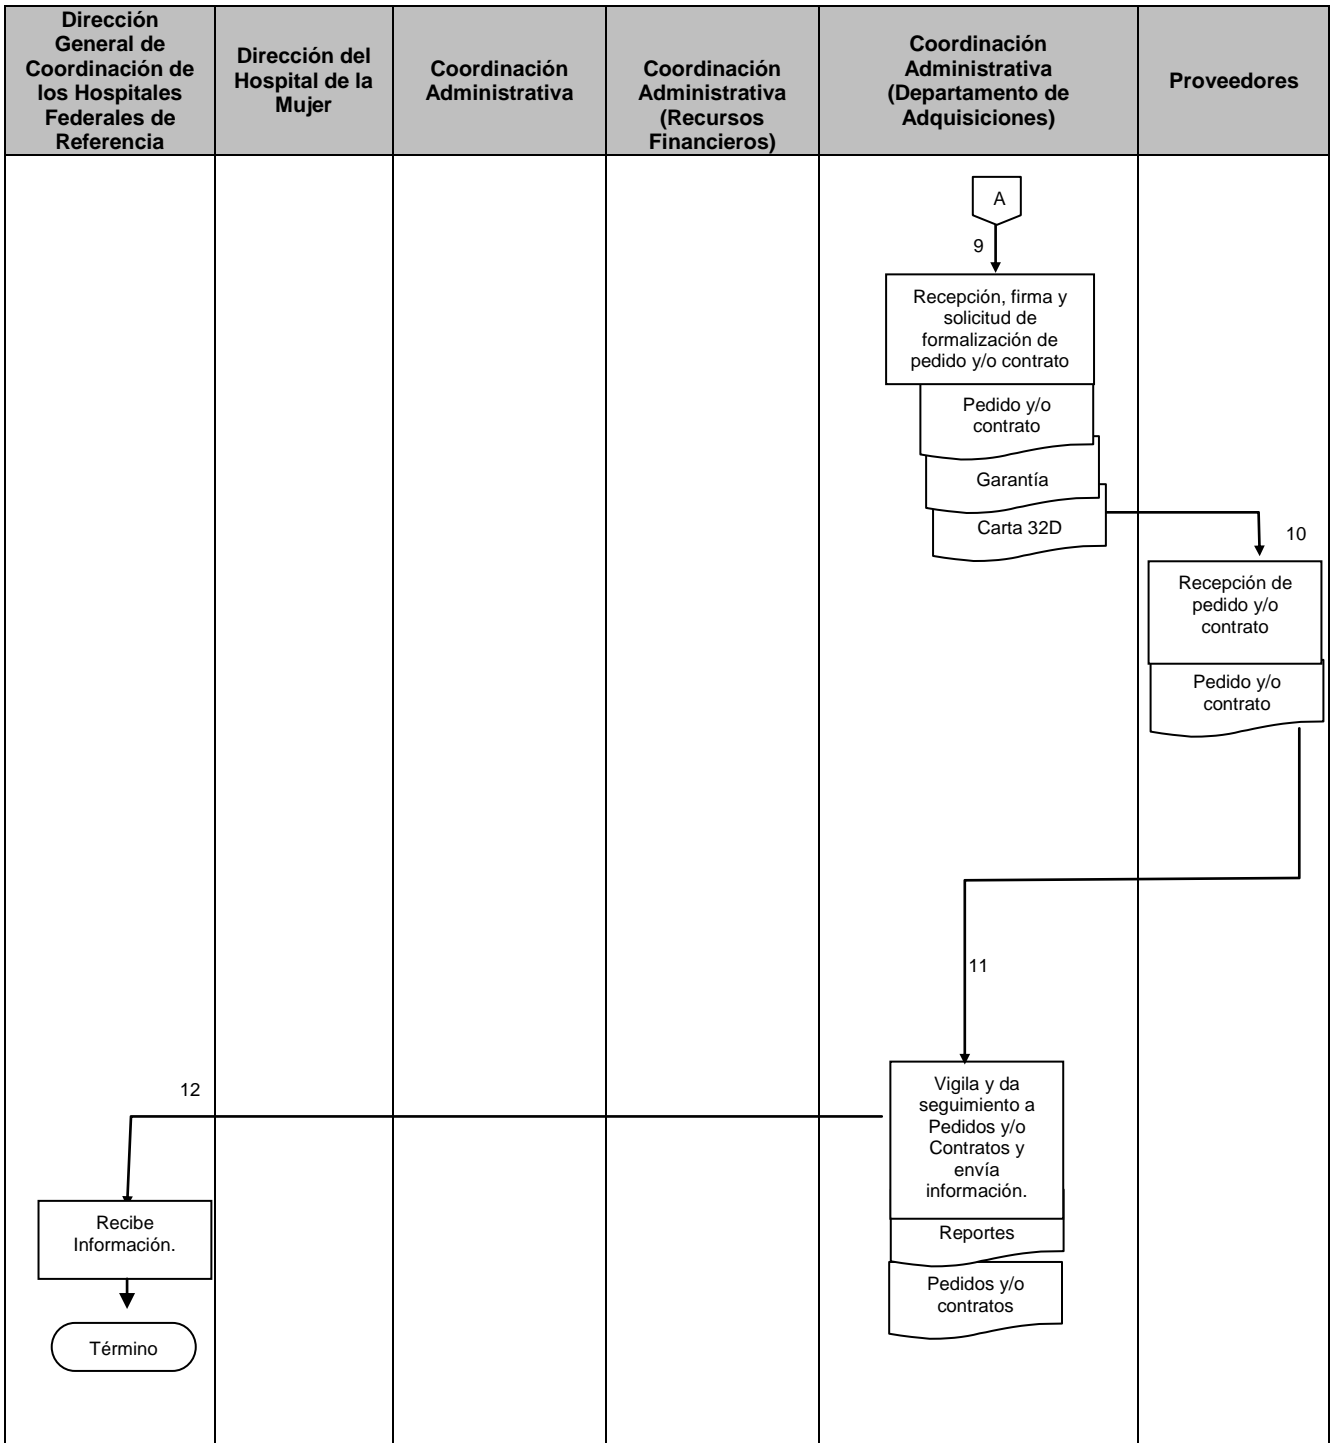 Dirección
General de
Coordinación de
los Hospitales
Federales de
Referencia
Dirección del
Hospital de la
Mujer
Coordinación
Administrativa
Coordinación
Administrativa
(Recursos
Financieros)
Coordinación
Administrativa
(Departamento de
Adquisiciones)
Proveedores
A
9
Recepción, firma y
solicitud de
formalización de
pedido y/o contrato
Pedido y/o
contrato
Garantía
Carta 32D
10
Recepción de
pedido y/o
contrato
Pedido y/o
contrato
11
Vigila y da
seguimiento a
Pedidos y/o
Contratos y
envía
información.
Reportes
Pedidos y/o
contratos
12
Recibe
Información.
Término